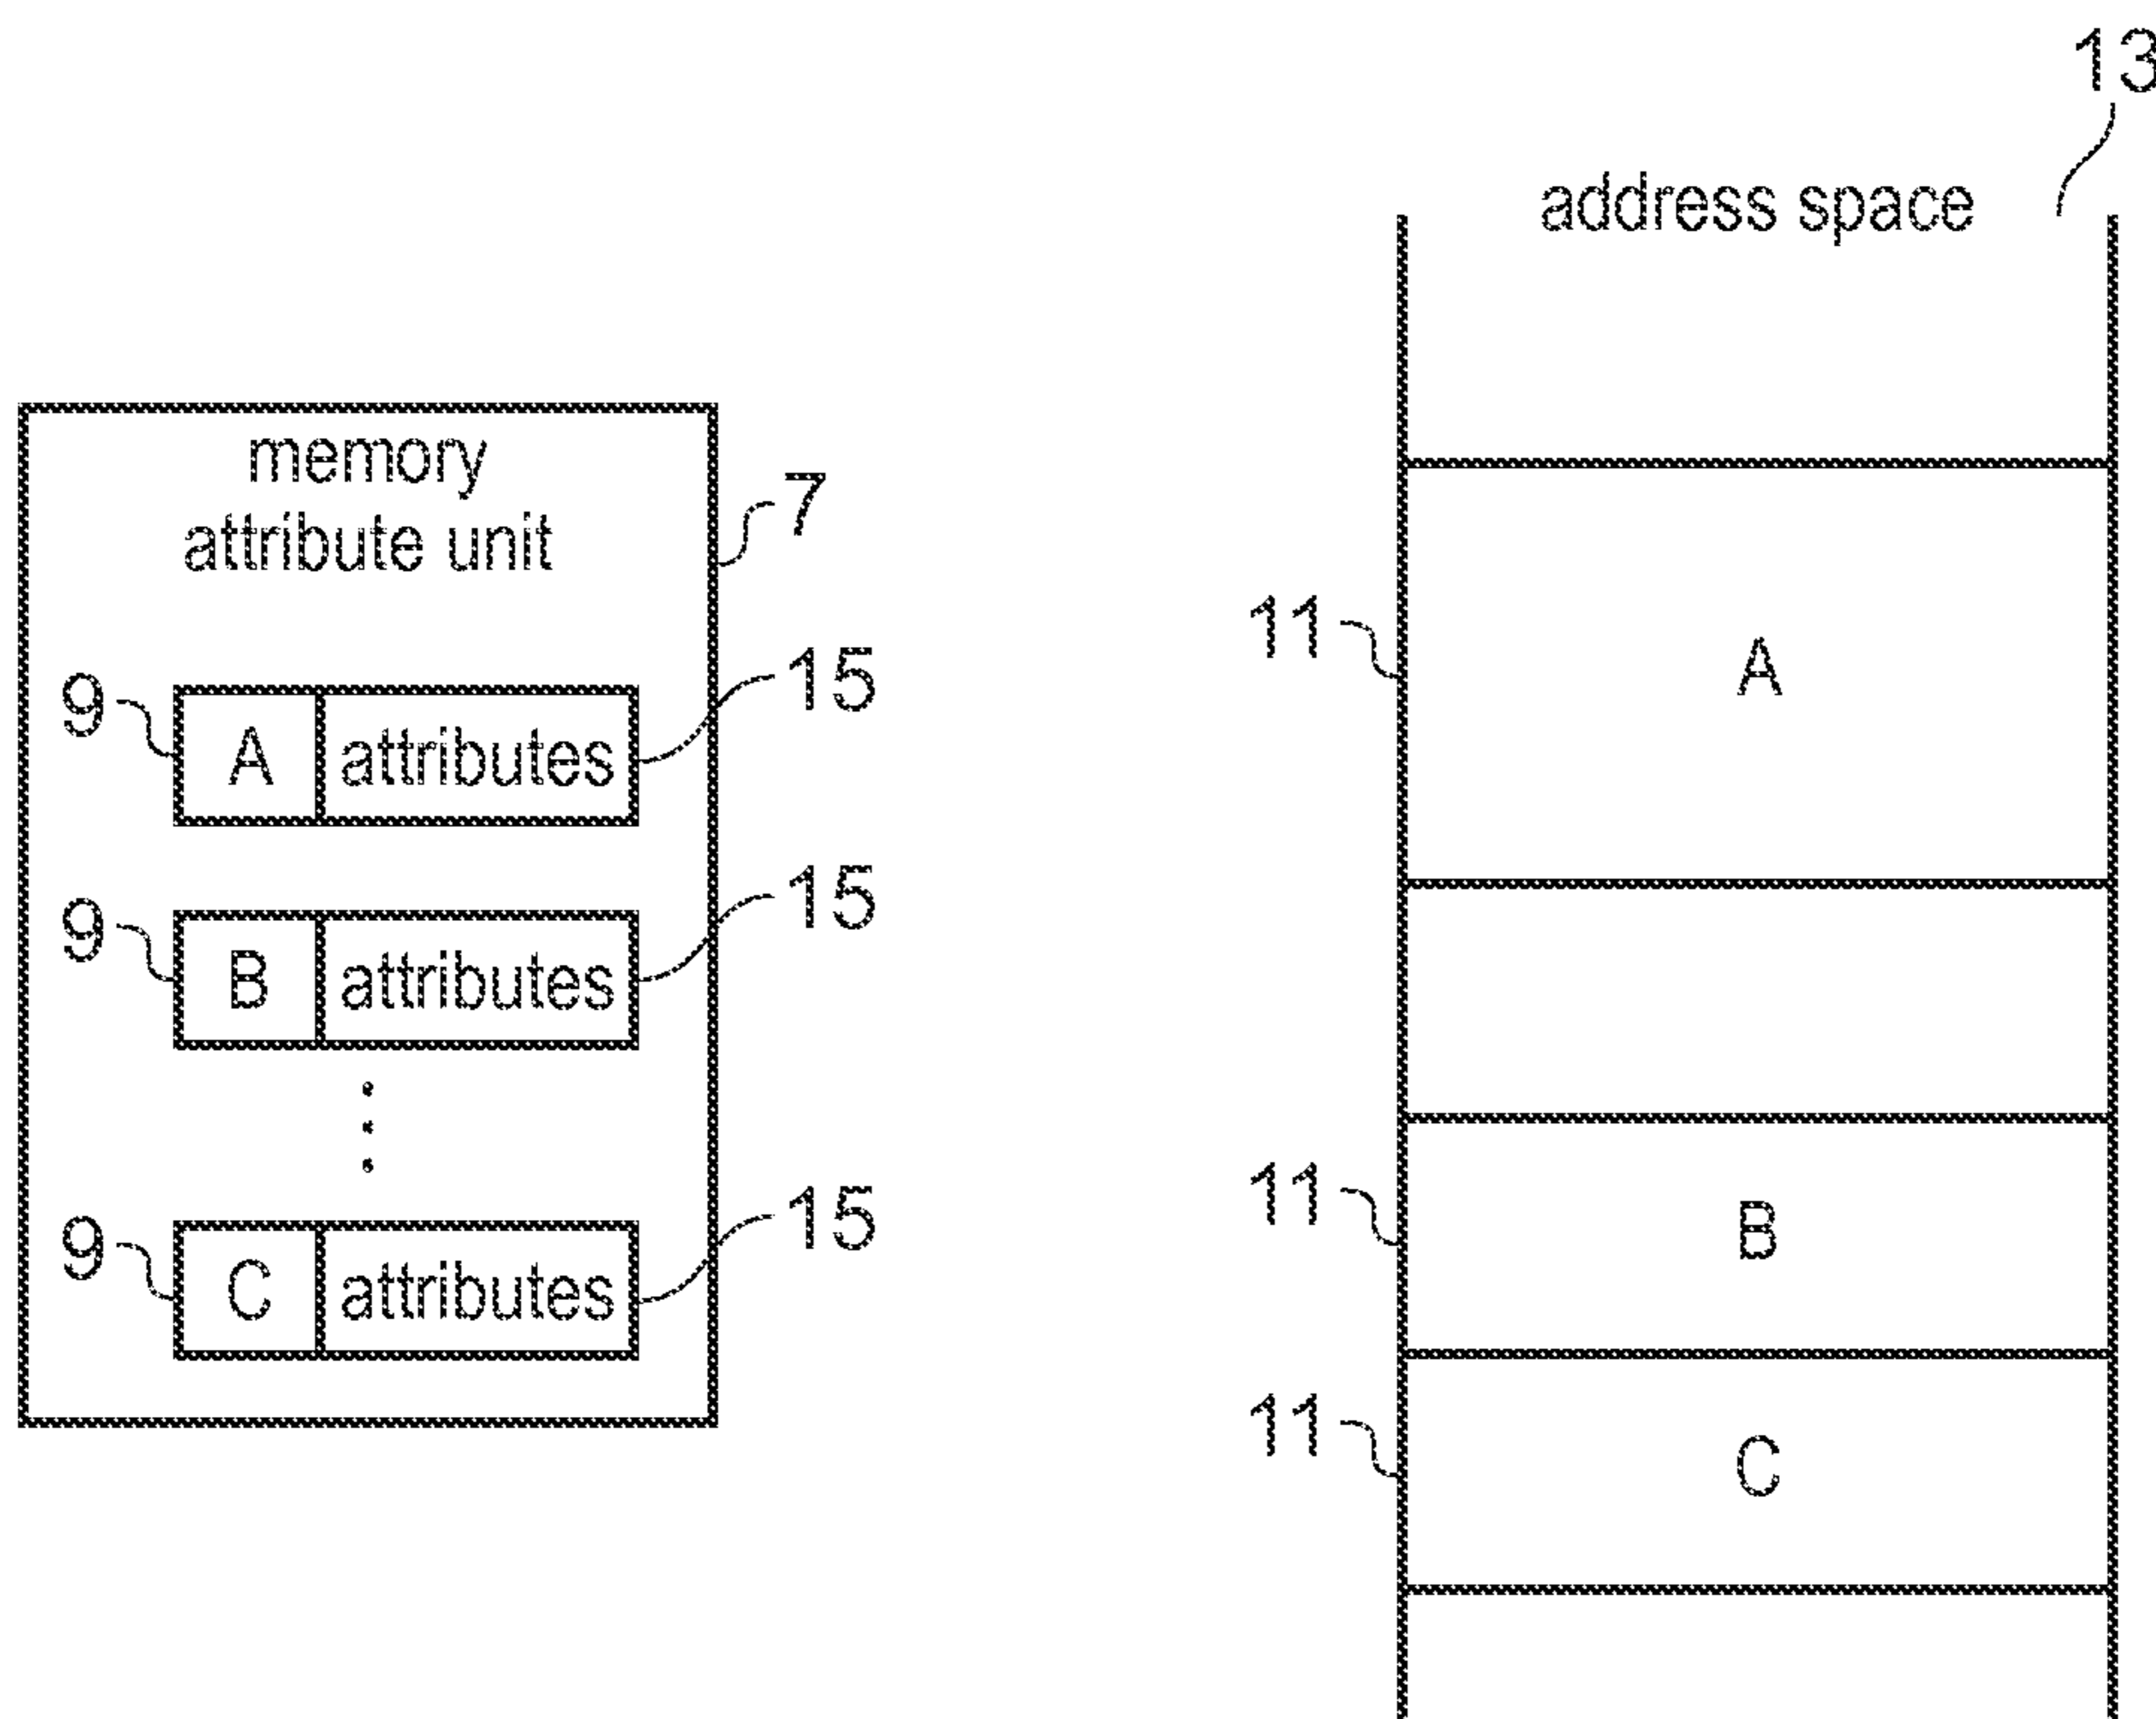 13
address space
memory
attribute unit
7
11
A
9
A attributes
15
9
B attributes
15
11
B
9
C attributes
15
11
C